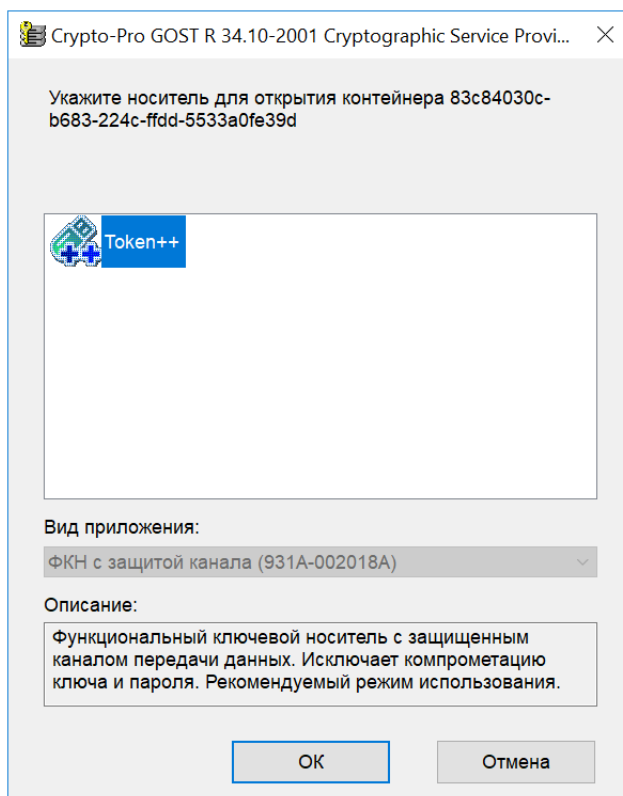 Crypto-Pro GOST R 34.10-2001 Cryptographic Service Provi...
Укажите носитель для открытия контейнера 83c84030c-
b683-224c-ffdd-5533a0fe39d
Token++
Вид приложения:
ФКН с защитой канала (931A-002018A)
Описание:
Функциональный ключевой носитель с защищенным
каналом передачи данных. Исключает компрометацию
ключа и пароля. Рекомендуемый режим использования.
ОК
Отмена